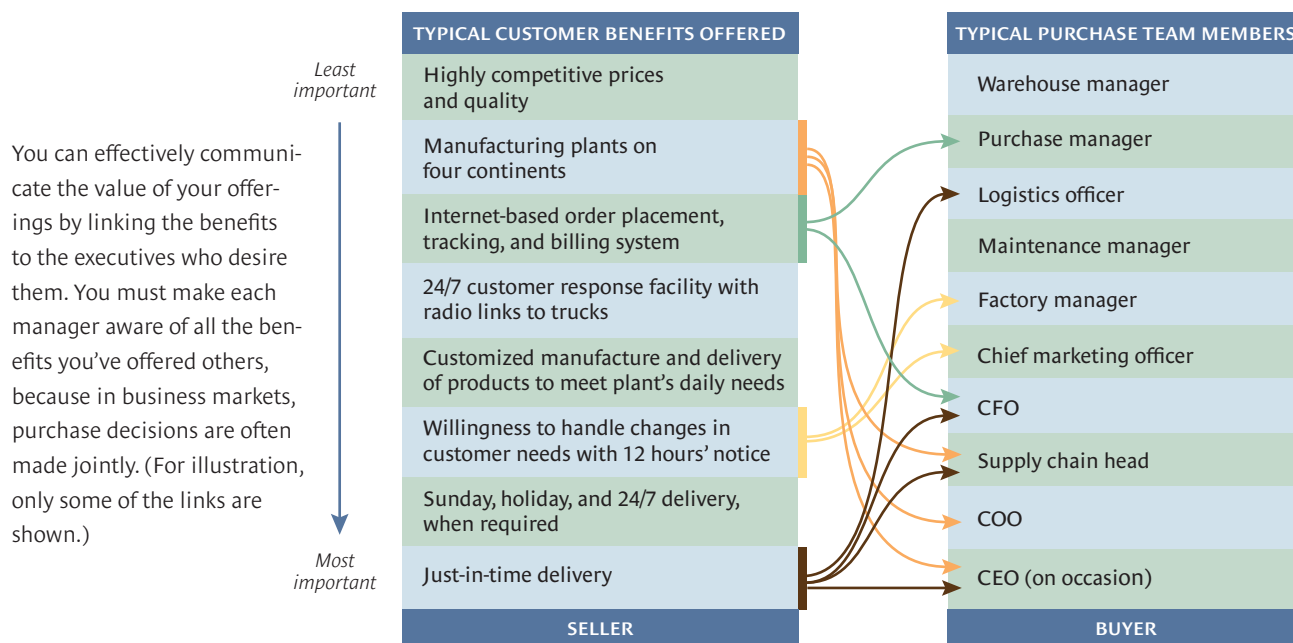 You can effectively communi-
cate the value of your offer-
ings by linking the benefits
to the executives who desire
them. You must make each
manager aware of all the ben-
efits you've offered others,
because in business markets,
purchase decisions are often
made jointly. (For illustration,
only some of the links are
shown.)
Least
important
Most
important
TYPICAL CUSTOMER BENEFITS OFFERED
Highly competitive prices
and quality
Manufacturing plants on
four continents
Internet-based order placement,
tracking, and billing system
24/7 customer response facility with
radio links to trucks
Customized manufacture and delivery
of products to meet plant's daily needs
Willingness to handle changes in
customer needs with 12 hours' notice
Sunday, holiday, and 24/7 delivery,
when required
Just-in-time delivery
SELLER
TYPICAL PURCHASE TEAM MEMBERS
Warehouse manager
Purchase manager
Logistics officer
Maintenance manager
Factory manager
Chief marketing officer
CFO
Supply chain head
COO
CEO (on occasion)
BUYER